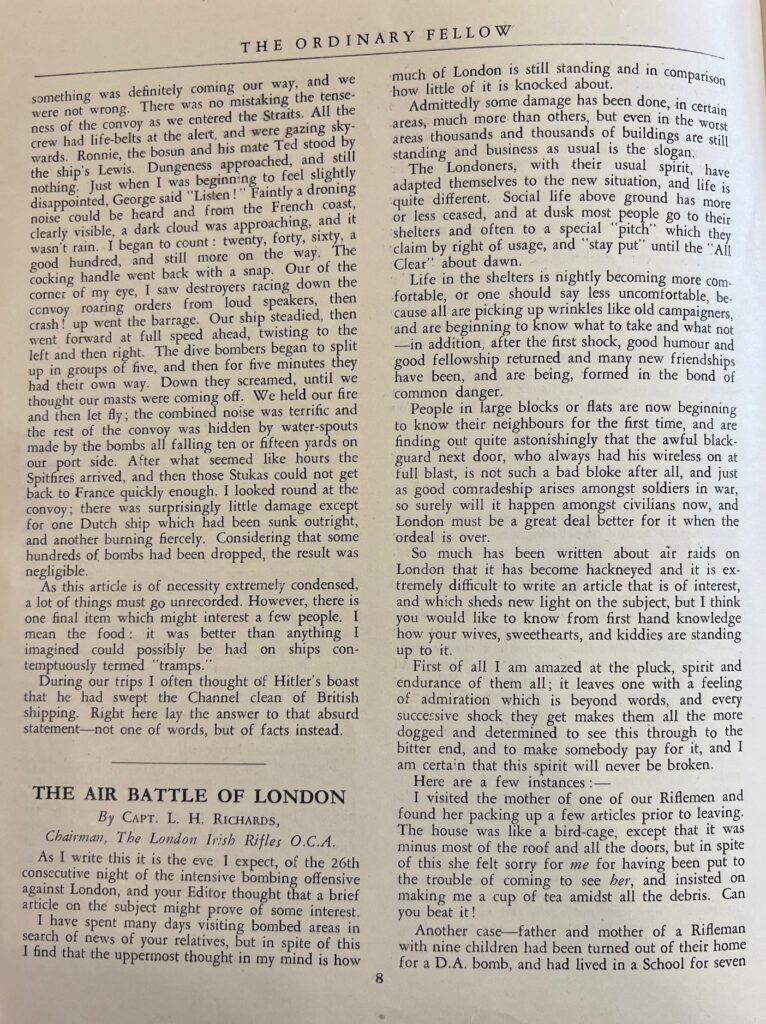 THE ORDINARY FELLOW
something was definitely coming our way, and we
were not wrong. There was no mistaking the tense-
ness of the convoy as we entered the Straits. All the
crew had life-belts at the alert, and were gazing sky-
wards. Ronnie, the bosun and his mate Ted stood by
the ship's Lewis. Dungeness approached, and still
nothing. Just when I was beginning to feel slightly
disappointed, George said "Listen!" Faintly a droning
noise could be heard and from the French coast,
clearly visible, a dark cloud was approaching, and it
wasn't rain. I began to count: twenty, forty, sixty, a
good hundred, and still more on the way. The
cocking handle went back with a snap. Our of the
corner of my eye, I saw destroyers racing down the
convoy roaring orders from loud speakers, then
crash! up went the barrage. Our ship steadied, then
went forward at full speed ahead, twisting to the
left and then right. The dive bombers began to split
up in groups of five, and then for five minutes they
had their own way. Down they screamed, until we
thought our masts were coming off. We held our fire
and then let fly; the combined noise was terrific and
the rest of the convoy was hidden by water-spouts
made by the bombs all falling ten or fifteen yards on
our port side. After what seemed like hours the
Spitfires arrived, and then those Stukas could not get
back to France quickly enough. I looked round at the
convoy; there was surprisingly little damage except
for one Dutch ship which had been sunk outright,
and another burning fiercely. Considering that some
hundreds of bombs had been dropped, the result was
negligible.
As this article is of necessity extremely condensed,
a lot of things must go unrecorded. However, there is
one final item which might interest a few people. I
mean the food: it was better than anything I
imagined could possibly be had on ships con-
temptuously termed "tramps."
During our trips I often thought of Hitler's boast
that he had swept the Channel clean of British
shipping. Right here lay the answer to that absurd
statement—not one of words, but of facts instead.
THE AIR BATTLE OF LONDON
By CAPT. L. H. RICHARDS,
Chairman, The London Irish Rifles O.C.A.
As I write this it is the eve I expect, of the 26th
consecutive night of the intensive bombing offensive
against London, and your Editor thought that a brief
article on the subject might prove of some interest.
I have spent many days visiting bombed areas in
search of news of your relatives, but in spite of this
I find that the uppermost thought in my mind is how
much of London is still standing and in comparison
how little of it is knocked about.
Admittedly some damage has been done, in certain
areas, much more than others, but even in the worst
areas thousands and thousands of buildings are still
standing and business as usual is the slogan.
The Londoners, with their usual spirit, have
adapted themselves to the new situation, and life is
quite different. Social life above ground has more
or less ceased, and at dusk most people go to their
shelters and often to a special "pitch" which they
claim by right of usage, and "stay put" until the "All
Clear" about dawn.
Life in the shelters is nightly becoming more com-
fortable, or one should say less uncomfortable, be-
cause all are picking up wrinkles like old campaigners,
and are beginning to know what to take and what not
—in addition, after the first shock, good humour and
good fellowship returned and many new friendships
have been, and are being, formed in the bond of
common danger.
People in large blocks or flats are now beginning
to know their neighbours for the first time, and are
finding out quite astonishingly that the awful black-
guard next door, who always had his wireless on at
full blast, is not such a bad bloke after all, and just
as good comradeship arises amongst soldiers in war,
so surely will it happen amongst civilians now, and
London must be a great deal better for it when the
ordeal is over.
So much has been written about air raids on
London that it has become hackneyed and it is ex-
tremely difficult to write an article that is of interest,
and which sheds new light on the subject, but I think
you would like to know from first hand knowledge
how your wives, sweethearts, and kiddies are standing
up to it.
First of all I am amazed at the pluck, spirit and
endurance of them all; it leaves one with a feeling
of admiration which is beyond words, and every
successive shock they get makes them all the more
dogged and determined to see this through to the
bitter end, and to make somebody pay for it, and I
am certain that this spirit will never be broken.
Here are a few instances:—
I visited the mother of one of our Riflemen and
found her packing up a few articles prior to leaving.
The house was like a bird-cage, except that it was
minus most of the roof and all the doors, but in spite
of this she felt sorry for me for having been put to
the trouble of coming to see her, and insisted on
making me a cup of tea amidst all the debris. Can
you beat it!
Another case—father and mother of a Rifleman
with nine children had been turned out of their home
for a D.A. bomb, and had lived in a School for seven
8